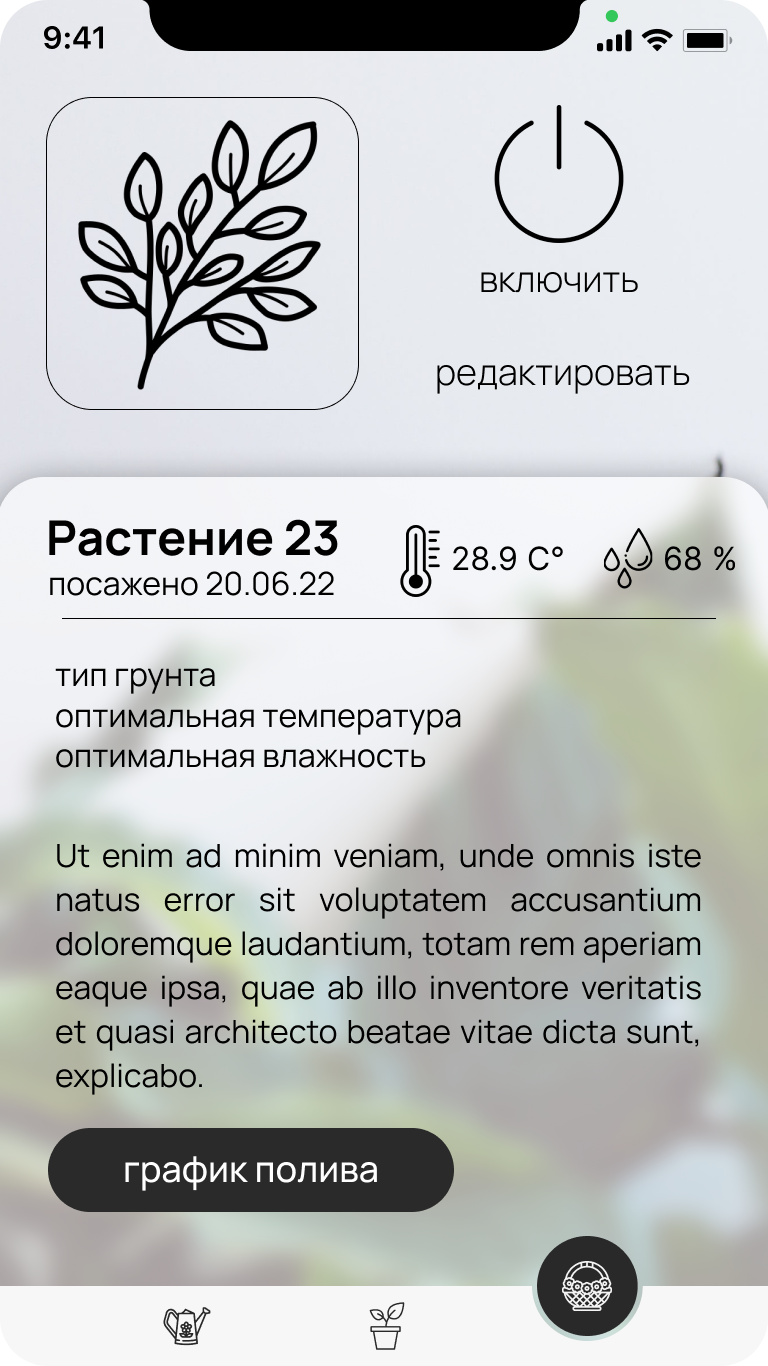 9:41
включить
редактировать
Растение 23
посажено 20.06.22
28.9 C°
68 %
тип грунта
оптимальная температура
оптимальная влажность
Ut enim ad minim veniam, unde omnis iste
natus error sit voluptatem accusantium
doloremque laudantium, totam rem aperiam
eaque ipsa, quae ab illo inventore veritatis
et quasi architecto beatae vitae dicta sunt,
explicabo.
график полива